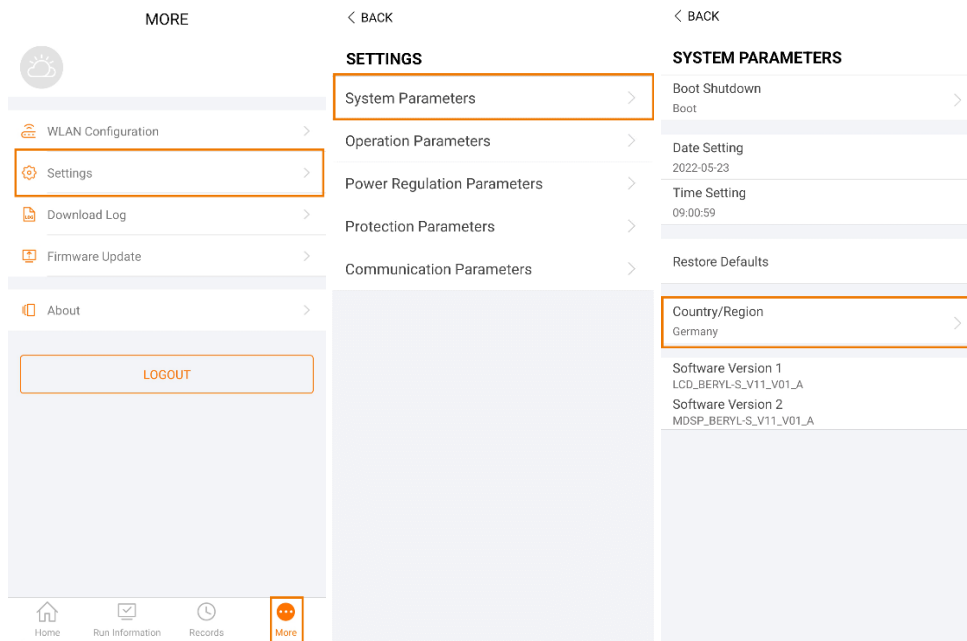 MORE
WLAN Configuration
Settings
LOG
Download Log
Firmware Update
About
LOGOUT
Home
Run Information
Records
More
BACK
SETTINGS
System Parameters
Operation Parameters
Power Regulation Parameters
Protection Parameters
Communication Parameters
BACK
SYSTEM PARAMETERS
Boot Shutdown
Boot
Date Setting
2022-05-23
Time Setting
09:00:59
Restore Defaults
Country/Region
Germany
Software Version 1
LCD_BERYL-S_V11_V01_A
Software Version 2
MDSP_BERYL-S_V11_V01_A